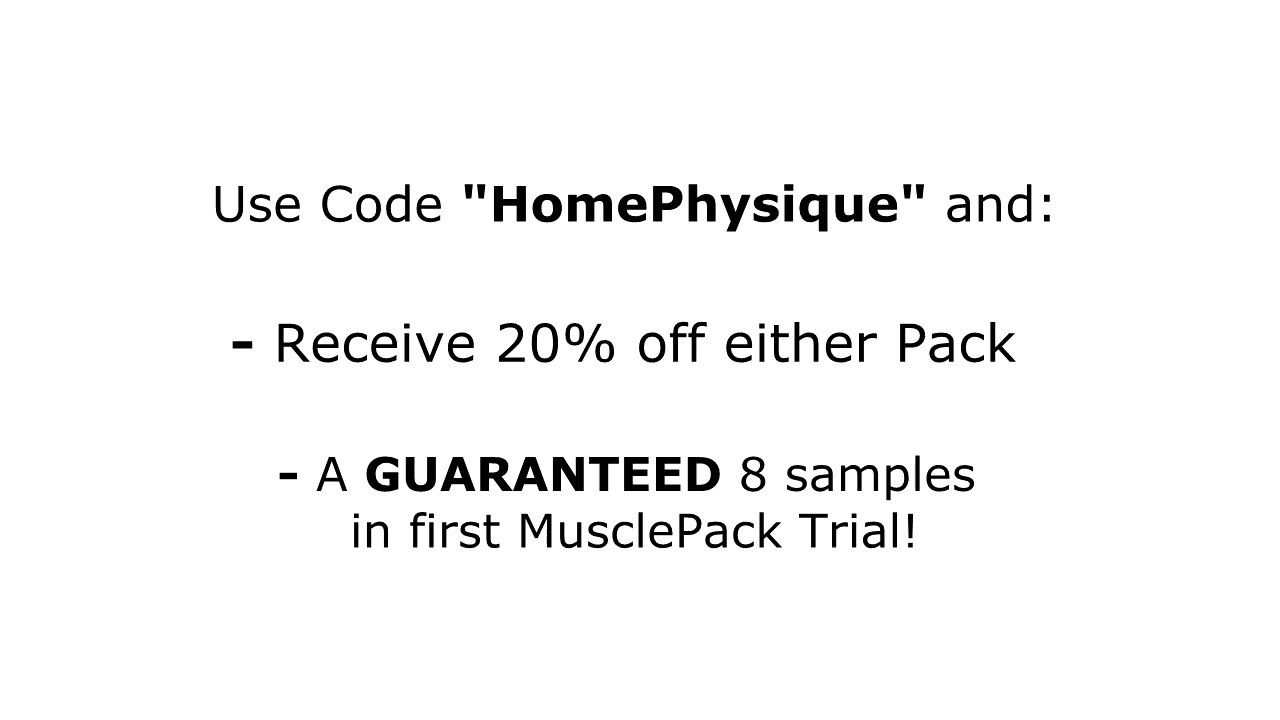 Use Code "HomePhysique" and:
- Receive 20% off either Pack
- A GUARANTEED 8 samples
in first MusclePack Trial!